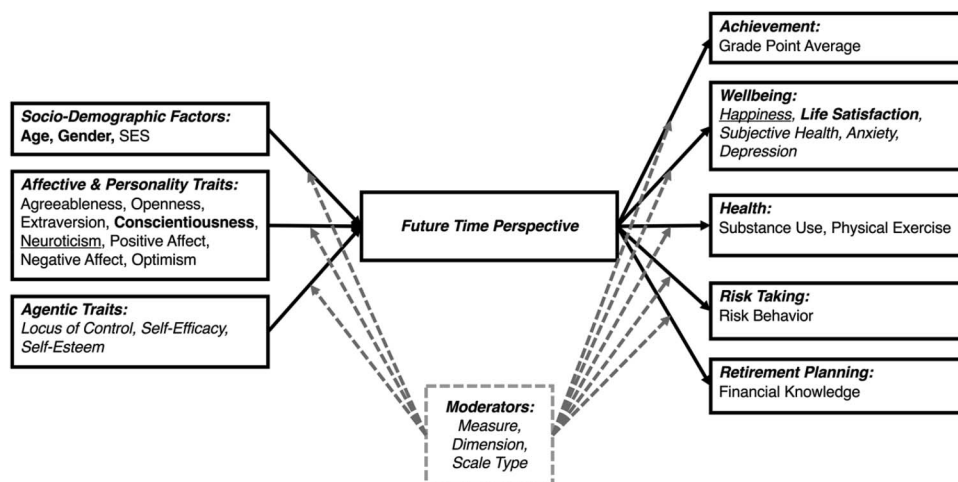 Socio-Demographic Factors:
Age, Gender, SES
Affective & Personality Traits:
Agreeableness, Openness,
Extraversion, Conscientiousness,
Neuroticism, Positive Affect,
Negative Affect, Optimism
Agentic Traits:
Locus of Control, Self-Efficacy,
Self-Esteem
Future Time Perspective
Moderators:
Measure,
Dimension,
Scale Type
Achievement:
Grade Point Average
Wellbeing:
Happiness, Life Satisfaction,
Subjective Health, Anxiety,
Depression
Health:
Substance Use, Physical Exercise
Risk Taking:
Risk Behavior
Retirement Planning:
Financial Knowledge